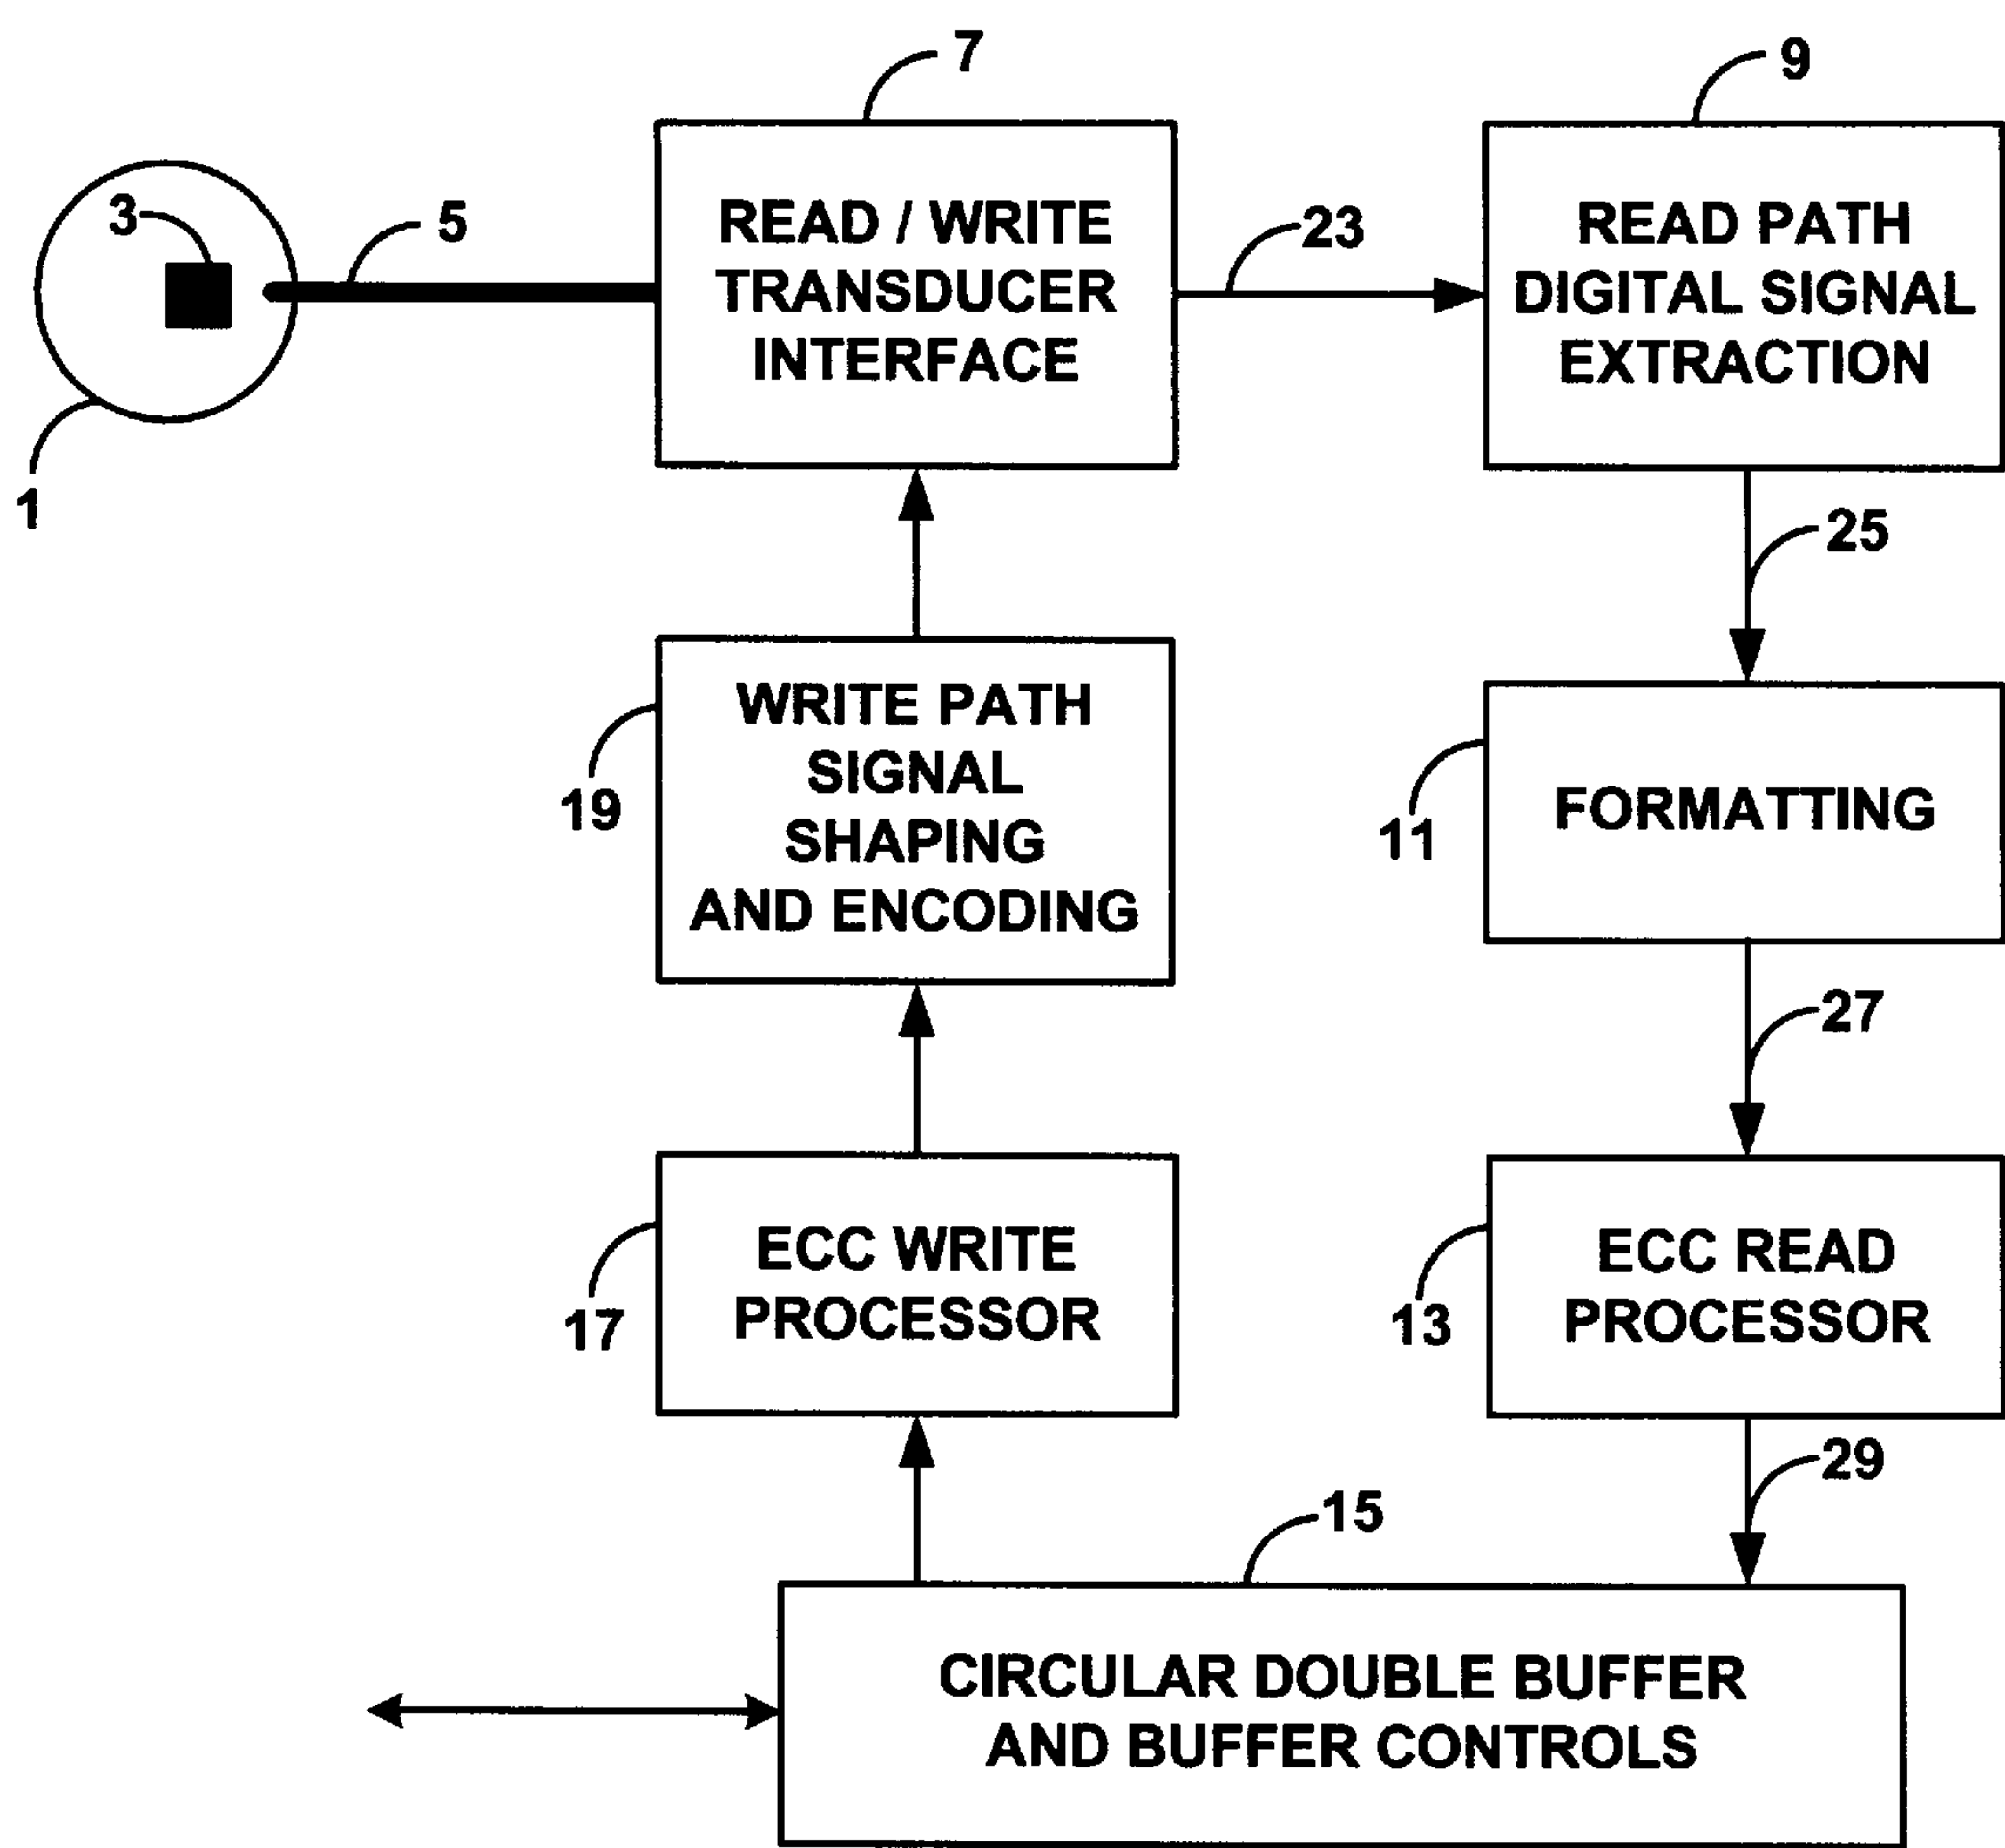 7
9
3
5
READ / WRITE
TRANSDUCER
INTERFACE
23
READ PATH
DIGITAL SIGNAL
EXTRACTION
1
25
WRITE PATH
SIGNAL
SHAPING
AND ENCODING
19
FORMATTING
11
27
ECC WRITE
PROCESSOR
17
ECC READ
PROCESSOR
13
29
15
CIRCULAR DOUBLE BUFFER
AND BUFFER CONTROLS